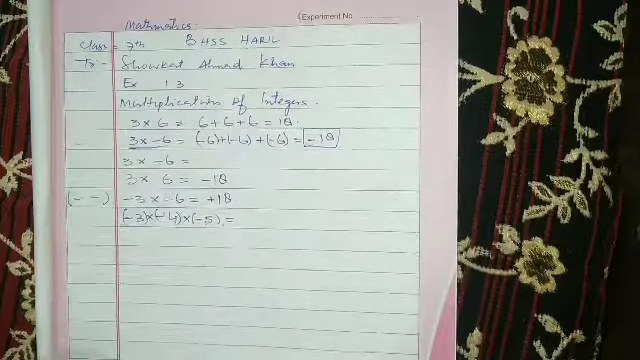 Mathematics.
Experiment No
Class = 7th BHSS HARIL
Tr:- Showkat Ahmad Khan
Ex 1 3
Multiplication of Integers.
3 x 6 = 6 + 6 + 6 = 18.
3 x -6 = (-6)+(-6)+(-6) = -18
3 x -6 =
3 x 6 = -18
(- -) -3 x -6 = +18
(-3)x(-4)x(-5) =